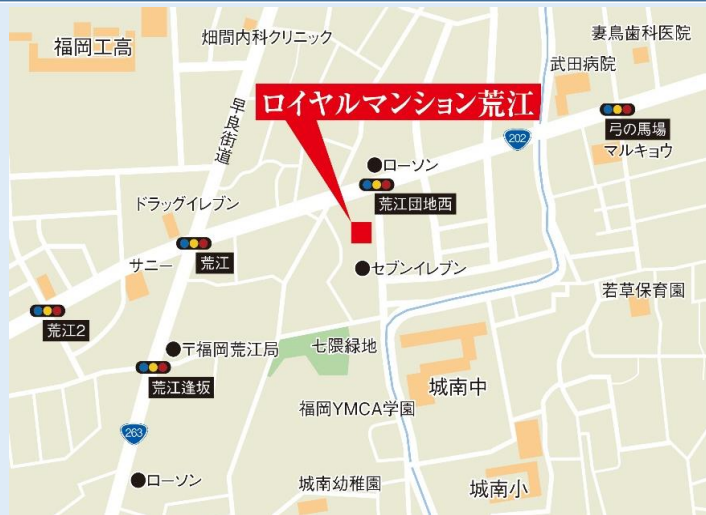 福岡工高
畑間内科クリニック
妻鳥歯科医院
武田病院
早良街道
ロイヤルマンション荒江
弓の馬場
マルキョウ
202
ローソン
荒江団地西
ドラッグイレブン
荒江
サニー
セブンイレブン
若草保育園
荒江2
〒福岡荒江局
七隈緑地
荒江逢坂
城南中
福岡YMCA学園
263
ローソン
城南幼稚園
城南小